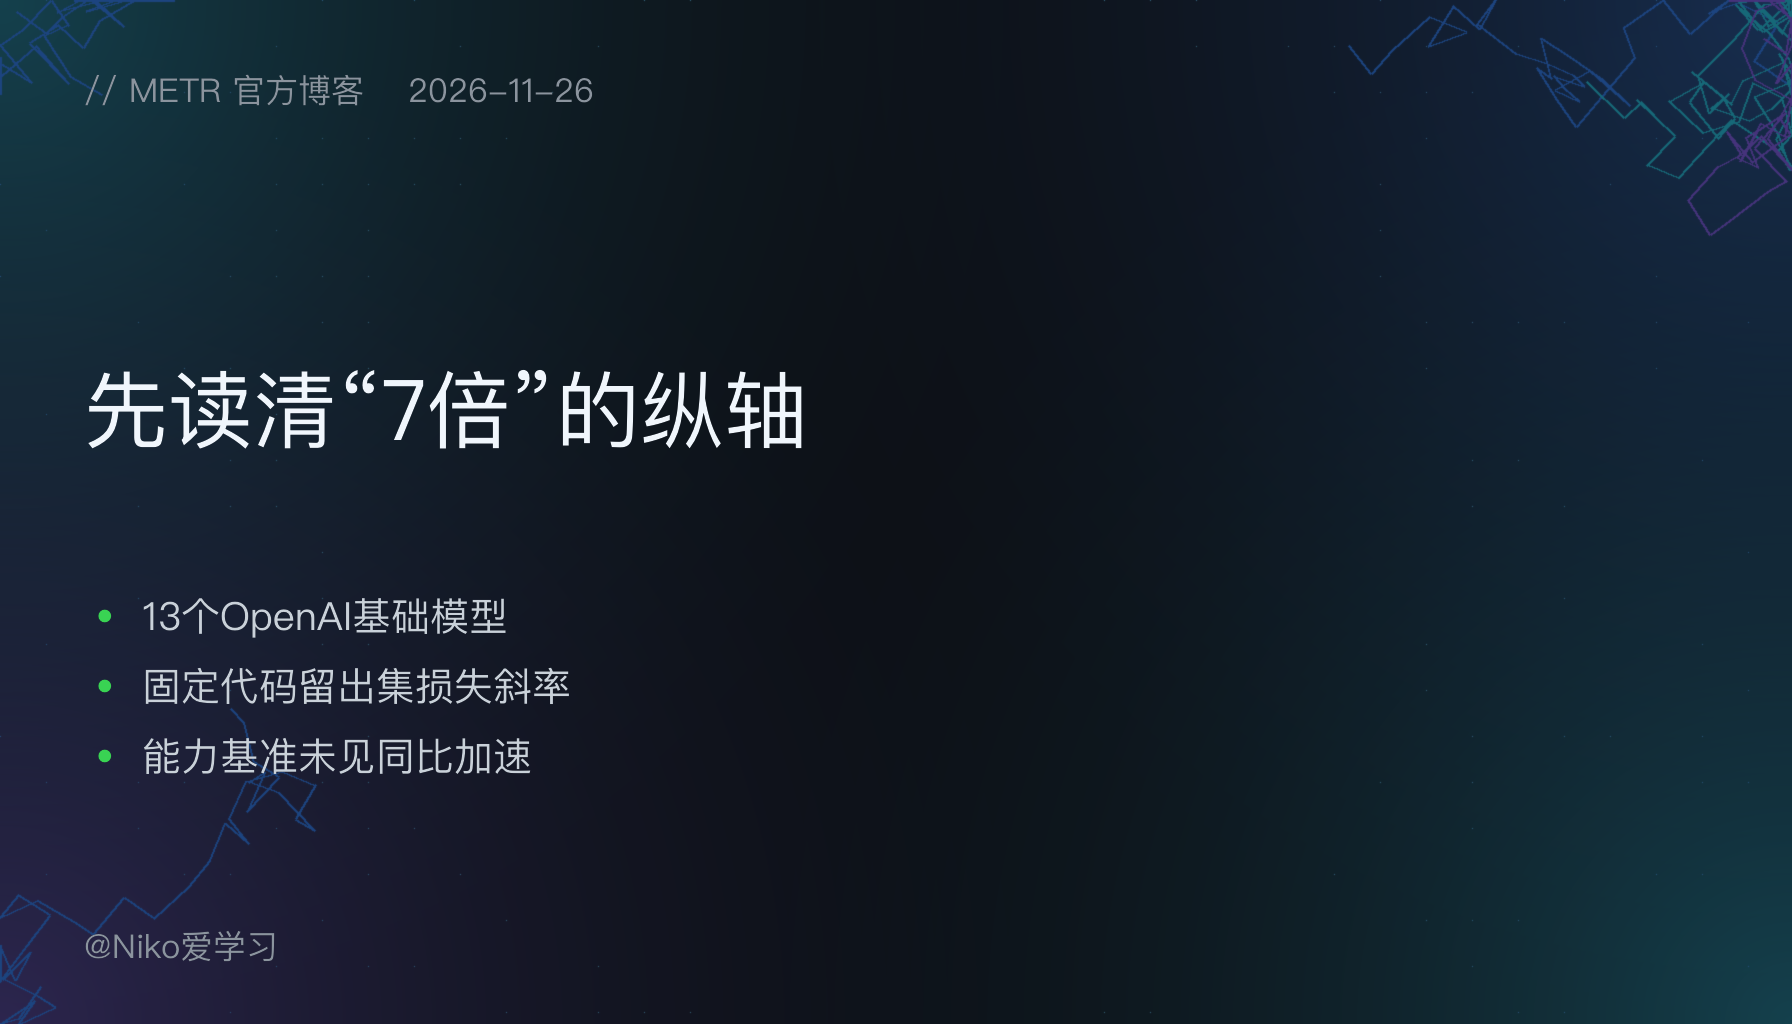 // METR 官方博客 2026-11-26
先读清“7倍”的纵轴
• 13个OpenAI基础模型
• 固定代码留出集损失斜率
• 能力基准未见同比加速
@Niko爱学习